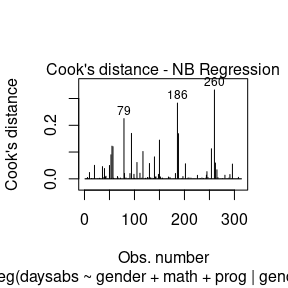 Cook's distance - NB Regression
260
186
79
Cook's distance
0.2
0.0
0 100 200 300
Obs. number
eg(daysabs ~ gender + math + prog | gend